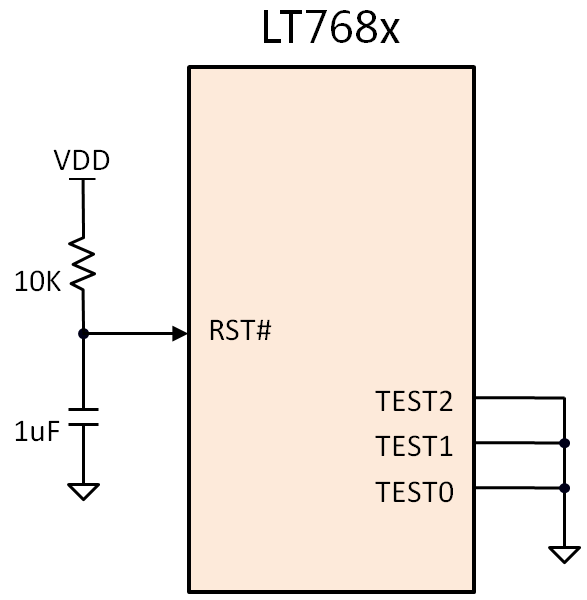 LT768x
VDD
10K
RST#
1uF
TEST2
TEST1
TEST0